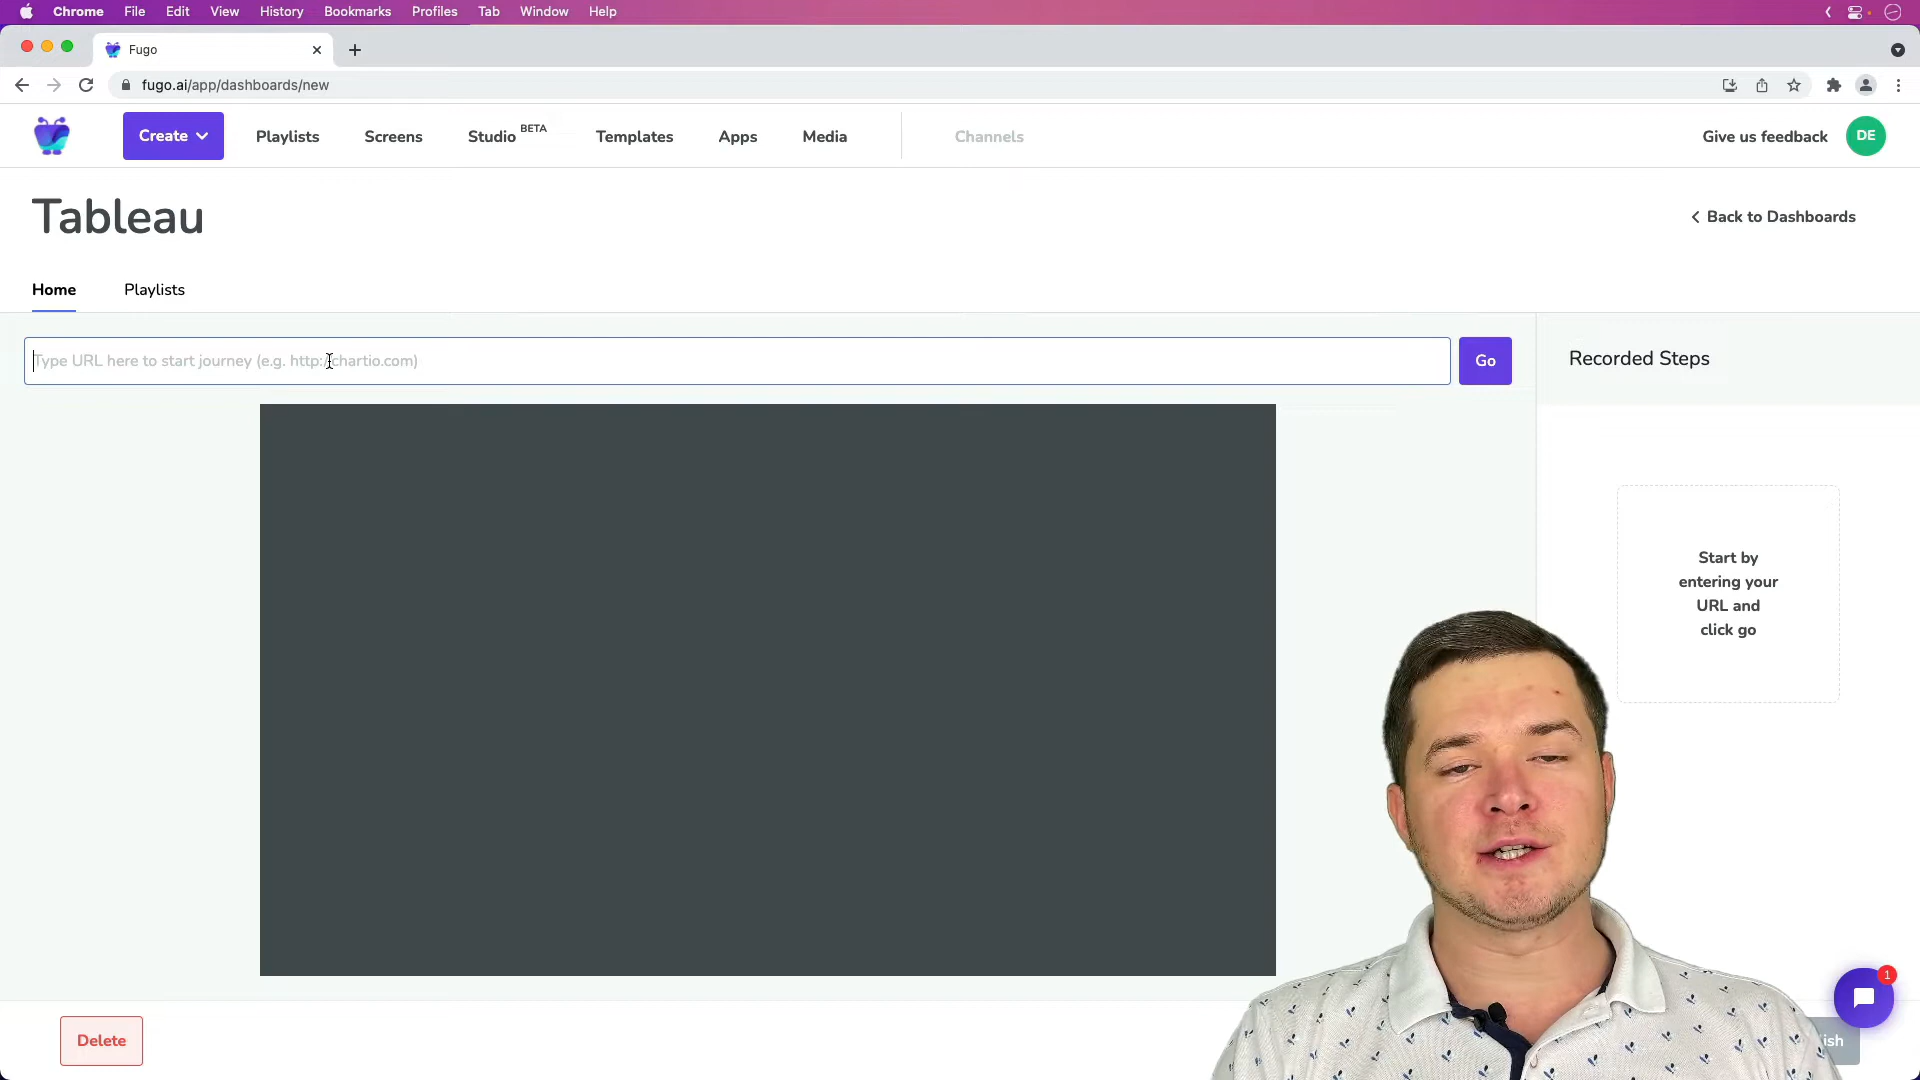 Chrome File Edit View History Bookmarks Profiles Tab Window Help
Fugo
fugo.ai/app/dashboards/new
Create Playlists Screens Studio BETA Templates Apps Media Channels Give us feedback DE
Tableau
Back to Dashboards
Home Playlists
Type URL here to start journey (e.g. http://chartio.com) Go
Recorded Steps
Start by
entering your
URL and
click go
1
Delete